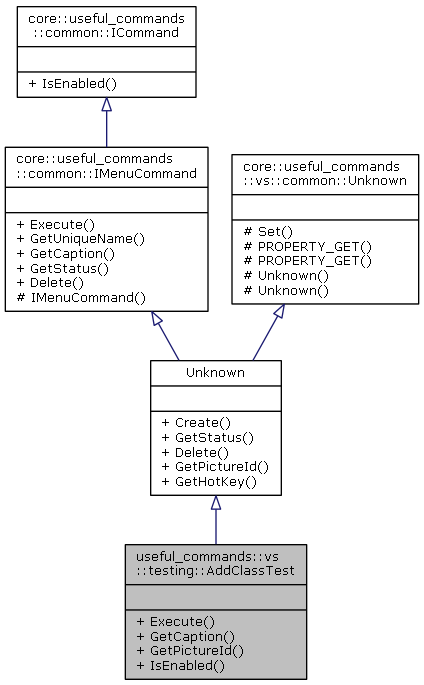 core::useful_commands
::common::ICommand
+ IsEnabled()
core::useful_commands
::common::IMenuCommand
+ Execute()
+ GetUniqueName()
+ GetCaption()
+ GetStatus()
+ Delete()
# IMenuCommand()
core::useful_commands
::vs::common::Unknown
# Set()
# PROPERTY_GET()
# PROPERTY_GET()
# Unknown()
# Unknown()
Unknown
+ Create()
+ GetStatus()
+ Delete()
+ GetPictureId()
+ GetHotKey()
useful_commands::vs
::testing::AddClassTest
+ Execute()
+ GetCaption()
+ GetPictureId()
+ IsEnabled()